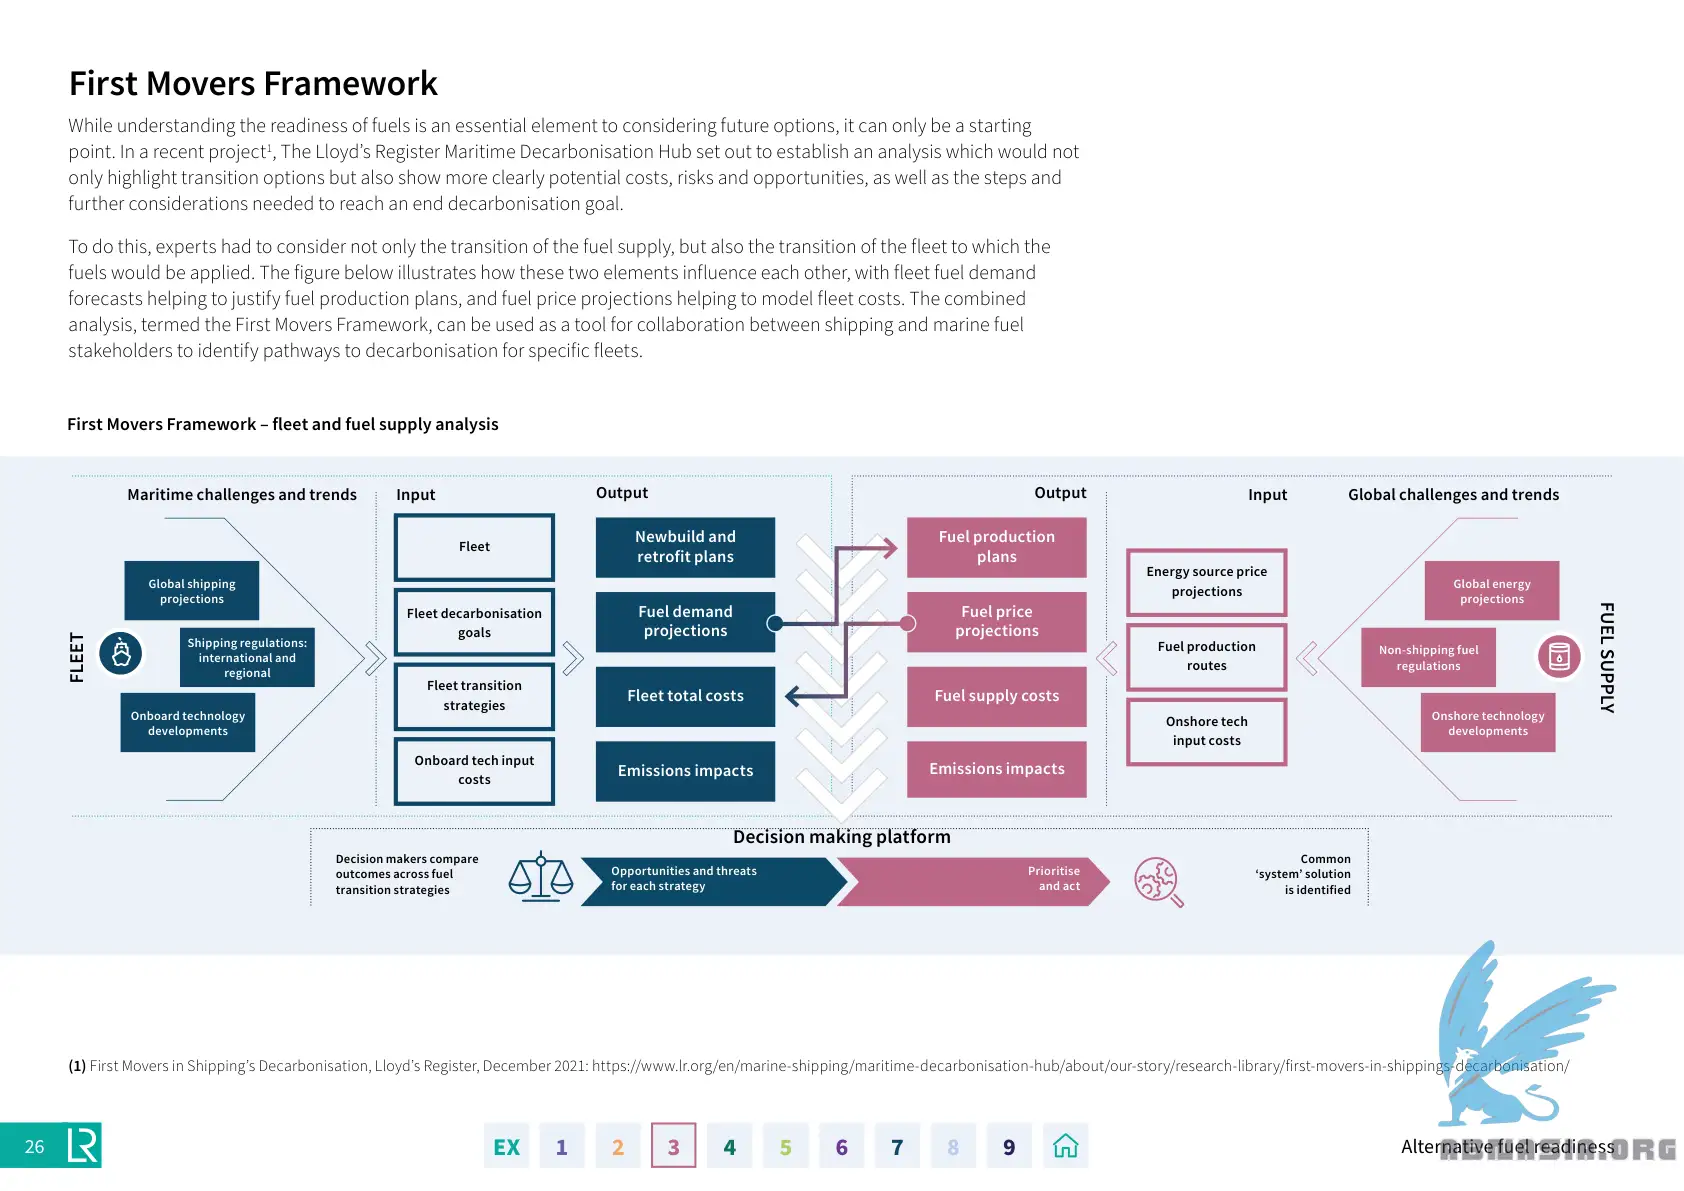 First Movers Framework
While understanding the readiness of fuels is an essential element to considering future options, it can only be a starting
point. In a recent project1, The Lloyd's Register Maritime Decarbonisation Hub set out to establish an analysis which would not
only highlight transition options but also show more clearly potential costs, risks and opportunities, as well as the steps and
further considerations needed to reach an end decarbonisation goal.
To do this, experts had to consider not only the transition of the fuel supply, but also the transition of the fleet to which the
fuels would be applied. The figure below illustrates how these two elements influence each other, with fleet fuel demand
forecasts helping to justify fuel production plans, and fuel price projections helping to model fleet costs. The combined
analysis, termed the First Movers Framework, can be used as a tool for collaboration between shipping and marine fuel
stakeholders to identify pathways to decarbonisation for specific fleets.
First Movers Framework – fleet and fuel supply analysis
FLEET
Maritime challenges and trends
Global shipping
projections
Shipping regulations:
international and
regional
Onboard technology
developments
Input
Fleet
Fleet decarbonisation
goals
Fleet transition
strategies
Onboard tech input
costs
Output
Newbuild and
retrofit plans
Fuel demand
projections
Fleet total costs
Emissions impacts
Output
Fuel production
plans
Fuel price
projections
Fuel supply costs
Emissions impacts
Input
Energy source price
projections
Fuel production
routes
Onshore tech
input costs
Global challenges and trends
Global energy
projections
Non-shipping fuel
regulations
Onshore technology
developments
FUEL SUPPLY
Decision making platform
Decision makers compare
outcomes across fuel
transition strategies
Opportunities and threats
for each strategy
Prioritise
and act
Common
‘system’ solution
is identified
(1) First Movers in Shipping's Decarbonisation, Lloyd's Register, December 2021: https://www.lr.org/en/marine-shipping/maritime-decarbonisation-hub/about/our-story/research-library/first-movers-in-shippings-decarbonisation/
26 LR
EX 1 2 3 4 5 6 7 8 9
Alternative fuel readiness
ABINASIA.ORG